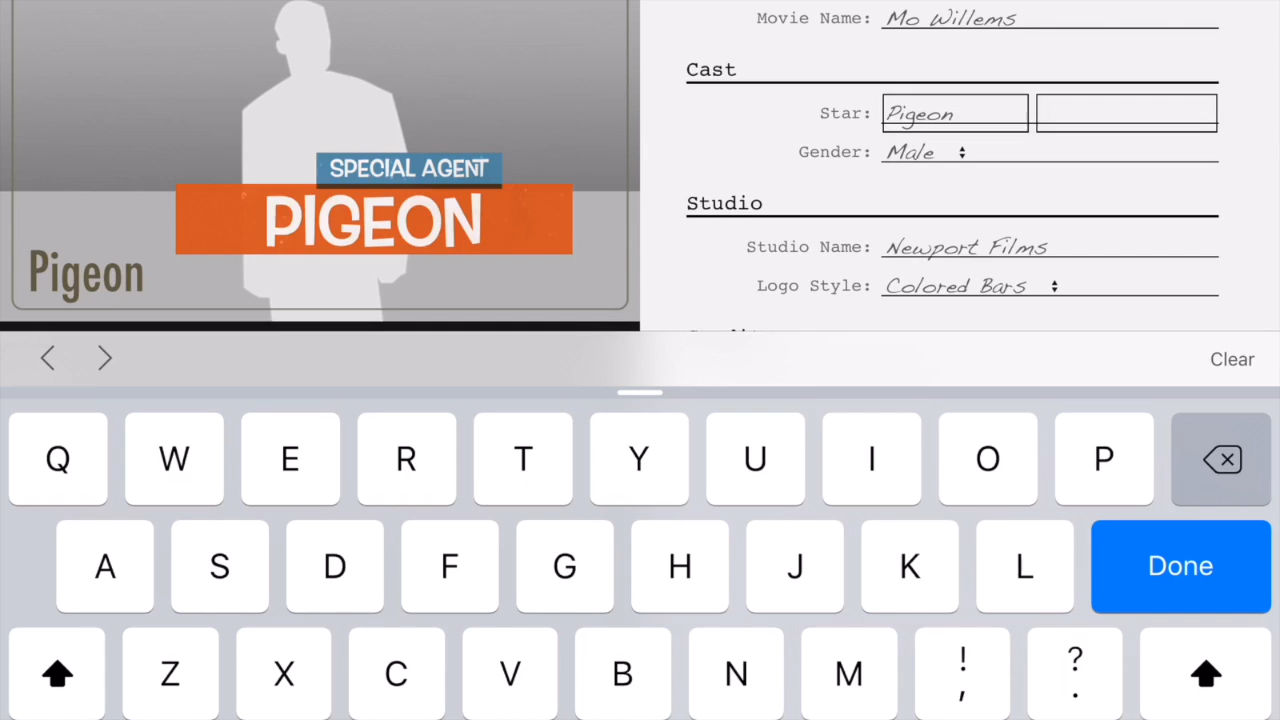 Movie Name: Mo Willems
Cast
Star: Pigeon
Gender: Male
Studio
Studio Name: Newport Films
Logo Style: Colored Bars
SPECIAL AGENT
PIGEON
Pigeon
Clear
Q W E R T Y U I O P
A S D F G H J K L Done
Z X C V B N M ! , ? .